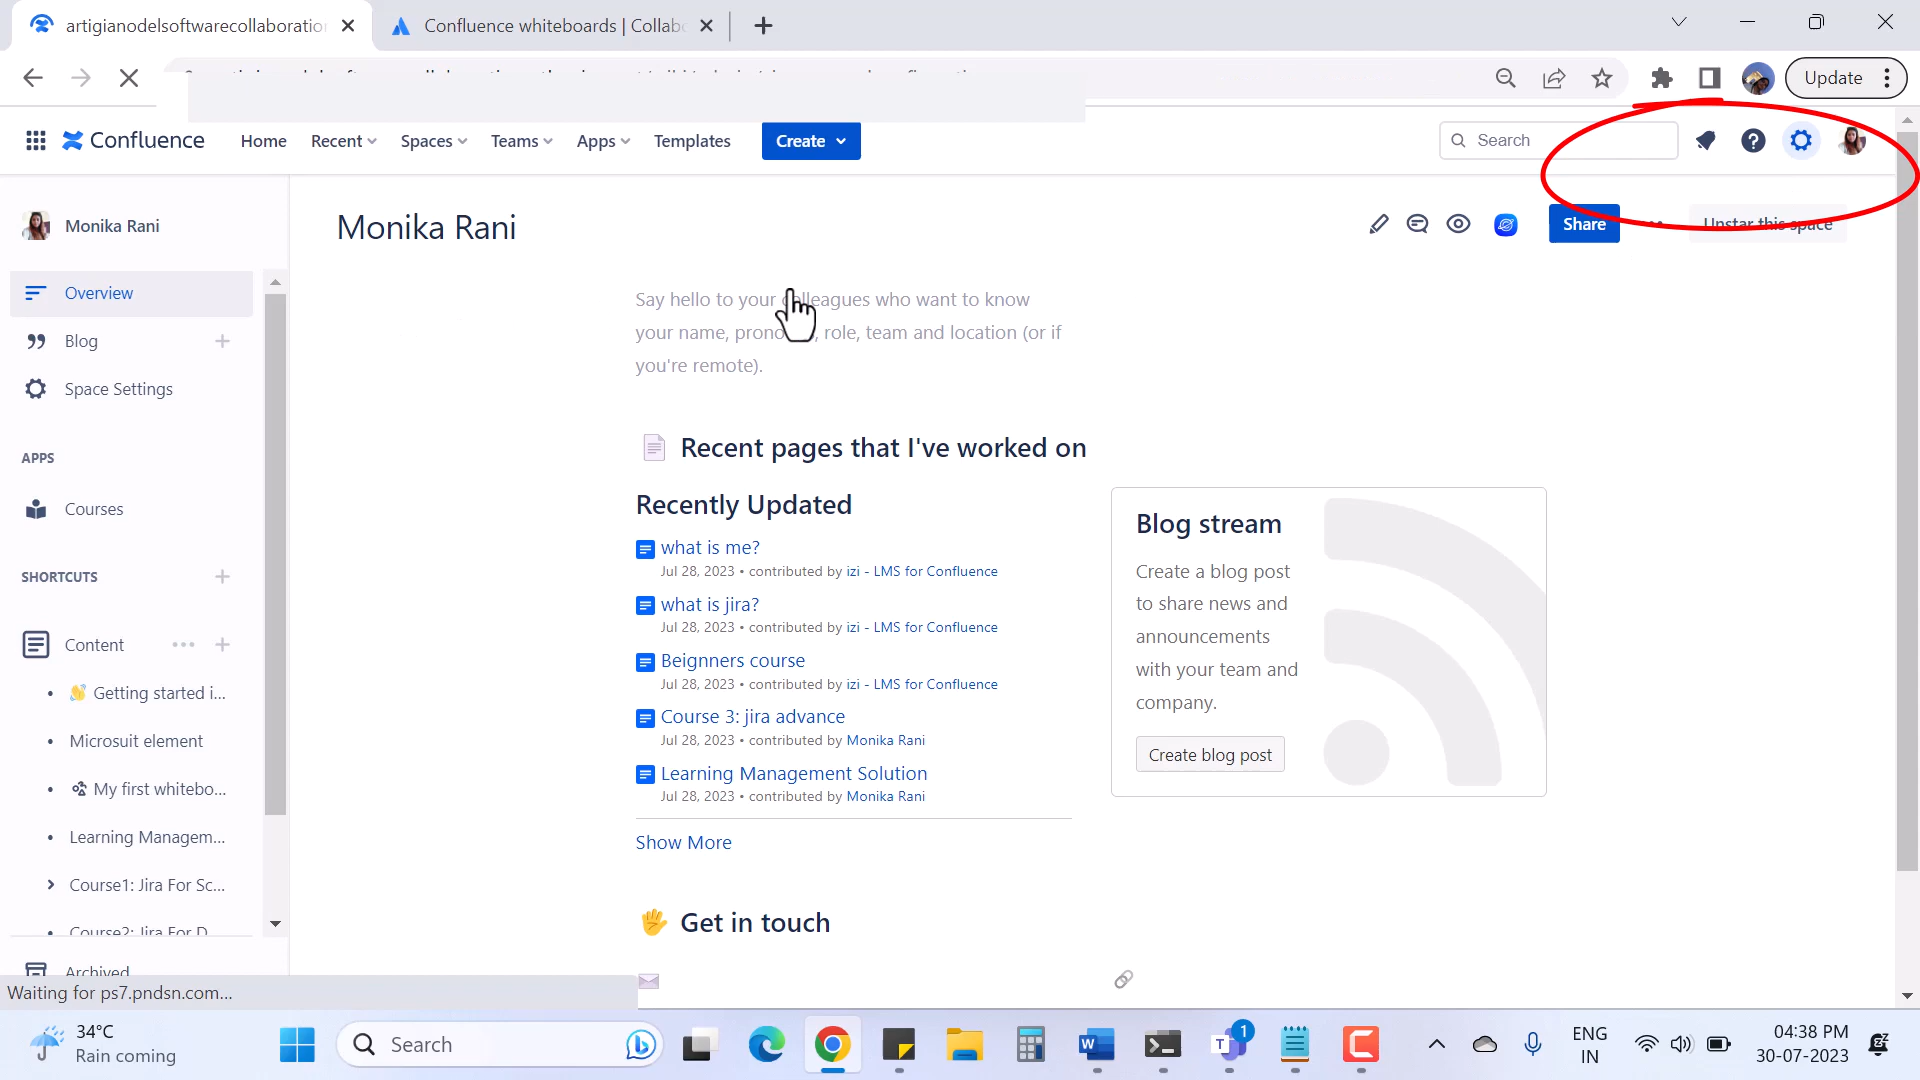 artigianodelsoftwarecollaboratio
Confluence whiteboards | Collabo
Update
Confluence
Home
Recent
Spaces
Teams
Apps
Templates
Create
Search
Monika Rani
Overview
Blog
Space Settings
APPS
Courses
SHORTCUTS
Content
Getting started i...
Microsuit element
My first whitebo...
Learning Managem...
Course1: Jira For Sc...
Course2: Jira For D
Archived
Waiting for ps7.pndsn.com...
Monika Rani
Share
Unstar this space
Say hello to your colleagues who want to know
your name, pronouns, role, team and location (or if
you're remote).
Recent pages that I've worked on
Recently Updated
what is me?
Jul 28, 2023 • contributed by izi - LMS for Confluence
what is jira?
Jul 28, 2023 • contributed by izi - LMS for Confluence
Beignners course
Jul 28, 2023 • contributed by izi - LMS for Confluence
Course 3: jira advance
Jul 28, 2023 • contributed by Monika Rani
Learning Management Solution
Jul 28, 2023 • contributed by Monika Rani
Show More
Blog stream
Create a blog post
to share news and
announcements
with your team and
company.
Create blog post
Get in touch
34°C
Rain coming
Search
1
ENG
IN
04:38 PM
30-07-2023